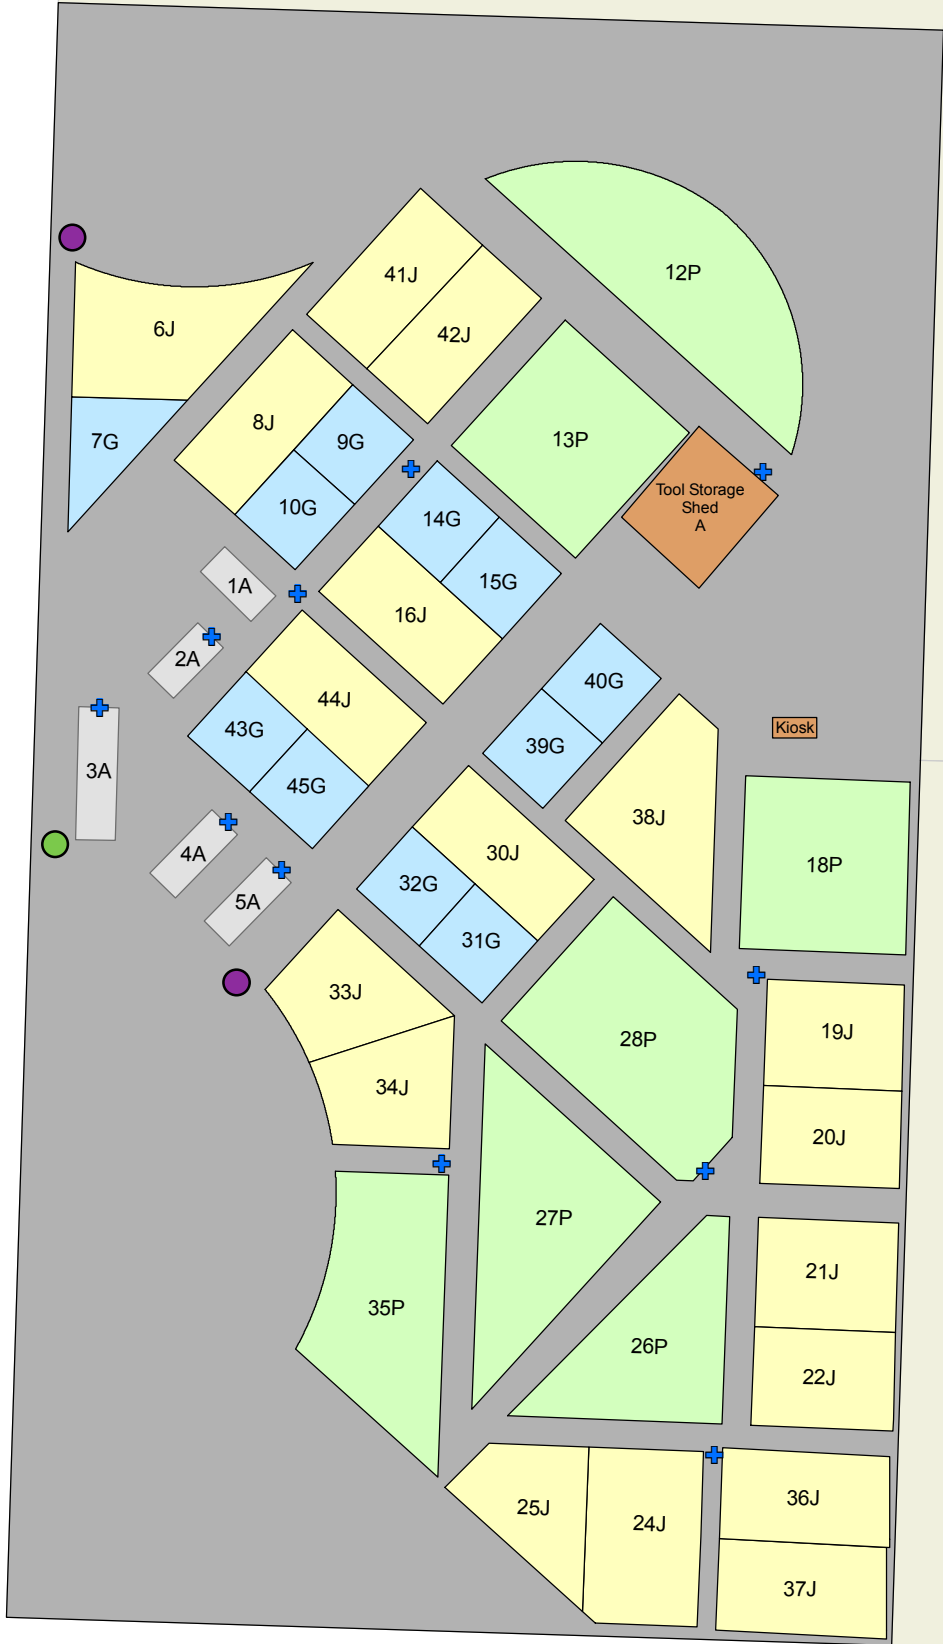 12P
41J
6J
42J
8J
13P
7G
9G
Tool Storage
Shed
A
10G
14G
15G
1A
16J
2A
40G
44J
43G
Kiosk
39G
3A
45G
38J
4A
30J
18P
32G
5A
31G
33J
19J
28P
34J
20J
27P
21J
35P
26P
22J
36J
25J
24J
37J